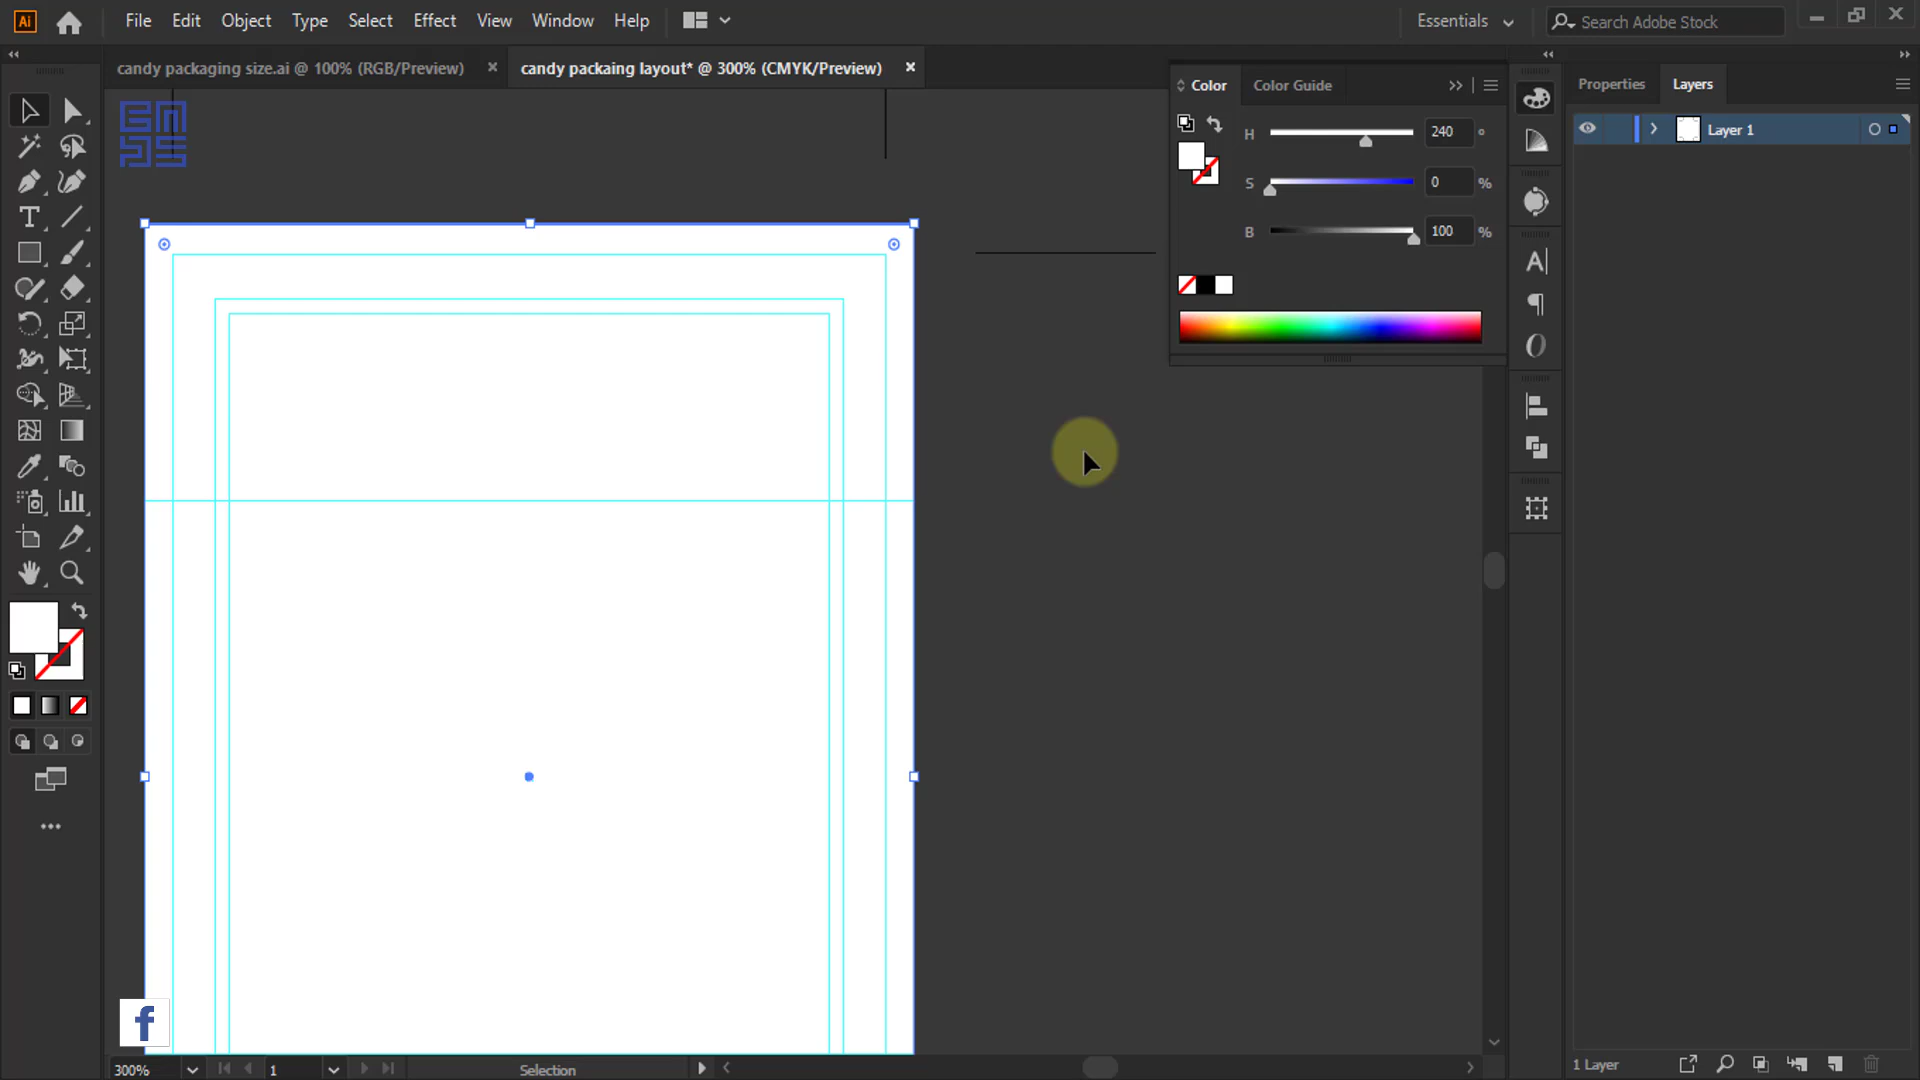 Ai File Edit Object Type Select Effect View Window Help Essentials Search Adobe Stock
candy packaging size.ai @ 100% (RGB/Preview) × candy packaing layout* @ 300% (CMYK/Preview) ×
Color Color Guide
Properties Layers
H 240 °
S 0 %
B 100 %
Layer 1
f
300% 1 Selection
1 Layer